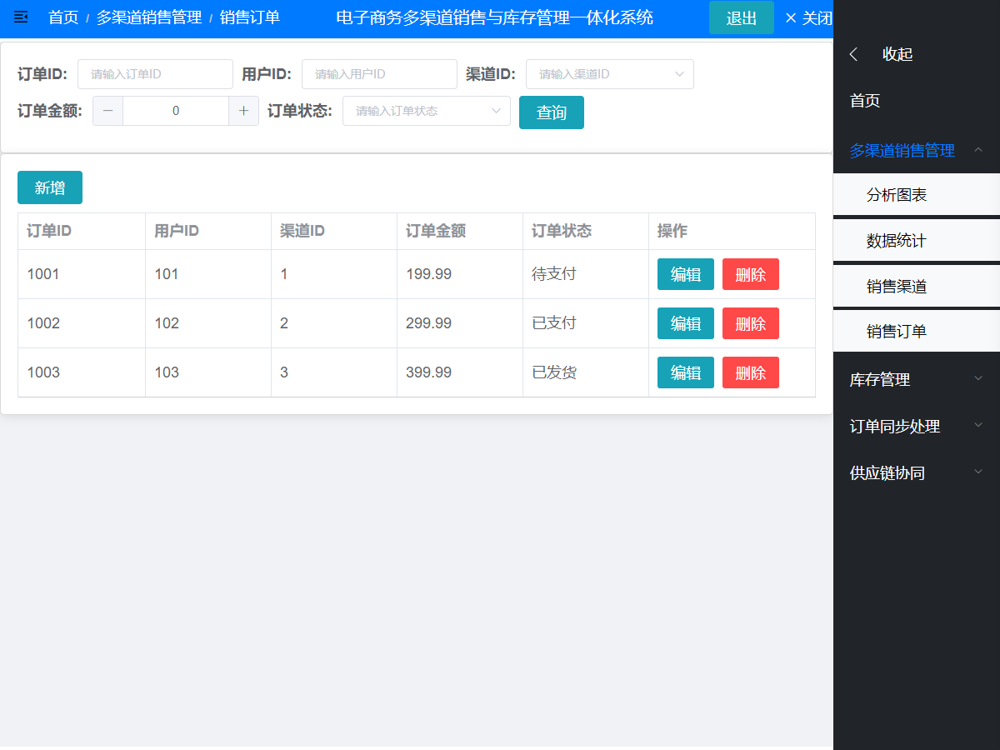 首页 / 多渠道销售管理 / 销售订单 电子商务多渠道销售与库存管理一体化系统 退出 关闭
订单ID: 请输入订单ID 用户ID: 请输入用户ID 渠道ID: 请输入渠道ID
订单金额: 0 订单状态: 请输入订单状态 查询
新增
订单ID 用户ID 渠道ID 订单金额 订单状态 操作
1001 101 1 199.99 待支付 编辑 删除
1002 102 2 299.99 已支付 编辑 删除
1003 103 3 399.99 已发货 编辑 删除
收起
首页
多渠道销售管理
分析图表
数据统计
销售渠道
销售订单
库存管理
订单同步处理
供应链协同